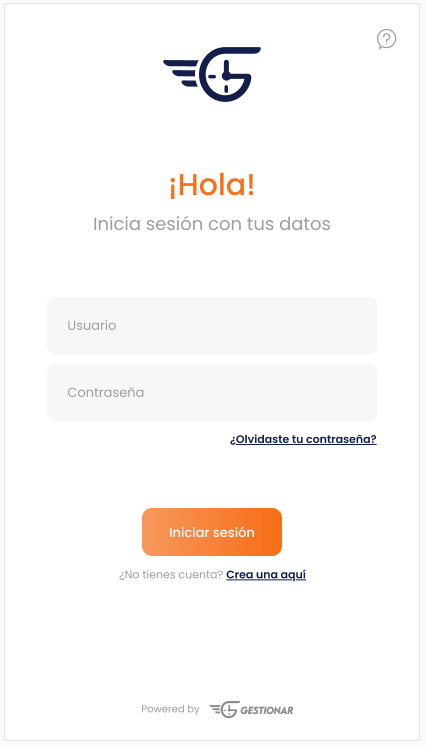 ¡Hola!
Inicia sesión con tus datos
Usuario
Contraseña
¿Olvidaste tu contraseña?
Iniciar sesión
¿No tienes cuenta? Crea una aquí
Powered by GESTIONAR